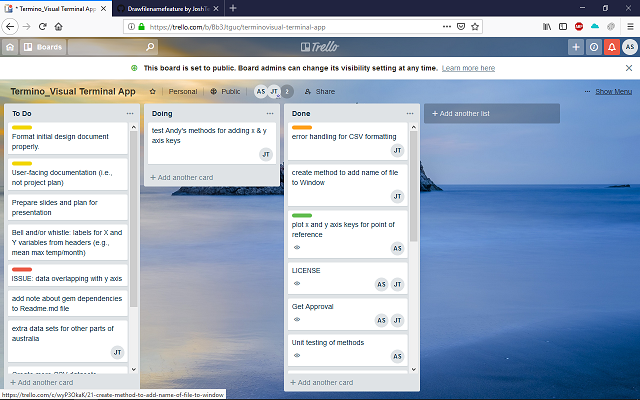 * Termino_Visual Terminal App |
Drawfilenamefeature by JoshTe
https://trello.com/b/Bb3Jtguc/terminovisual-terminal-app
Boards
Trello
AS
This board is set to public. Board admins can change its visibility setting at any time. Learn more here
Termino_Visual Terminal App
Personal
Public
AS
JT
2
Share
... Show Menu
To Do
Format initial design document
properly.
User-facing documentation (i.e.,
not project plan)
Prepare slides and plan for
presentation
Bell and/or whistle: labels for X and
Y variables from headers (e.g.,
mean max temp/month)
ISSUE: data overlapping with y axis
add note about gem dependencies
to Readme.md file
extra data sets for other parts of
australia
JT
Create more CSV datasets
+ Add another card
Doing
test Andy's methods for adding x & y
axis keys
JT
+ Add another card
Done
error handling for CSV formatting
JT
create method to add name of file
to Window
JT
plot x and y axis keys for point of
reference
AS
LICENSE
AS
JT
Get Approval
AS
JT
Unit testing of methods
AS
+ Add another card
+ Add another list
https://trello.com/c/wyP3OkaK/21-create-method-to-add-name-of-file-to-window